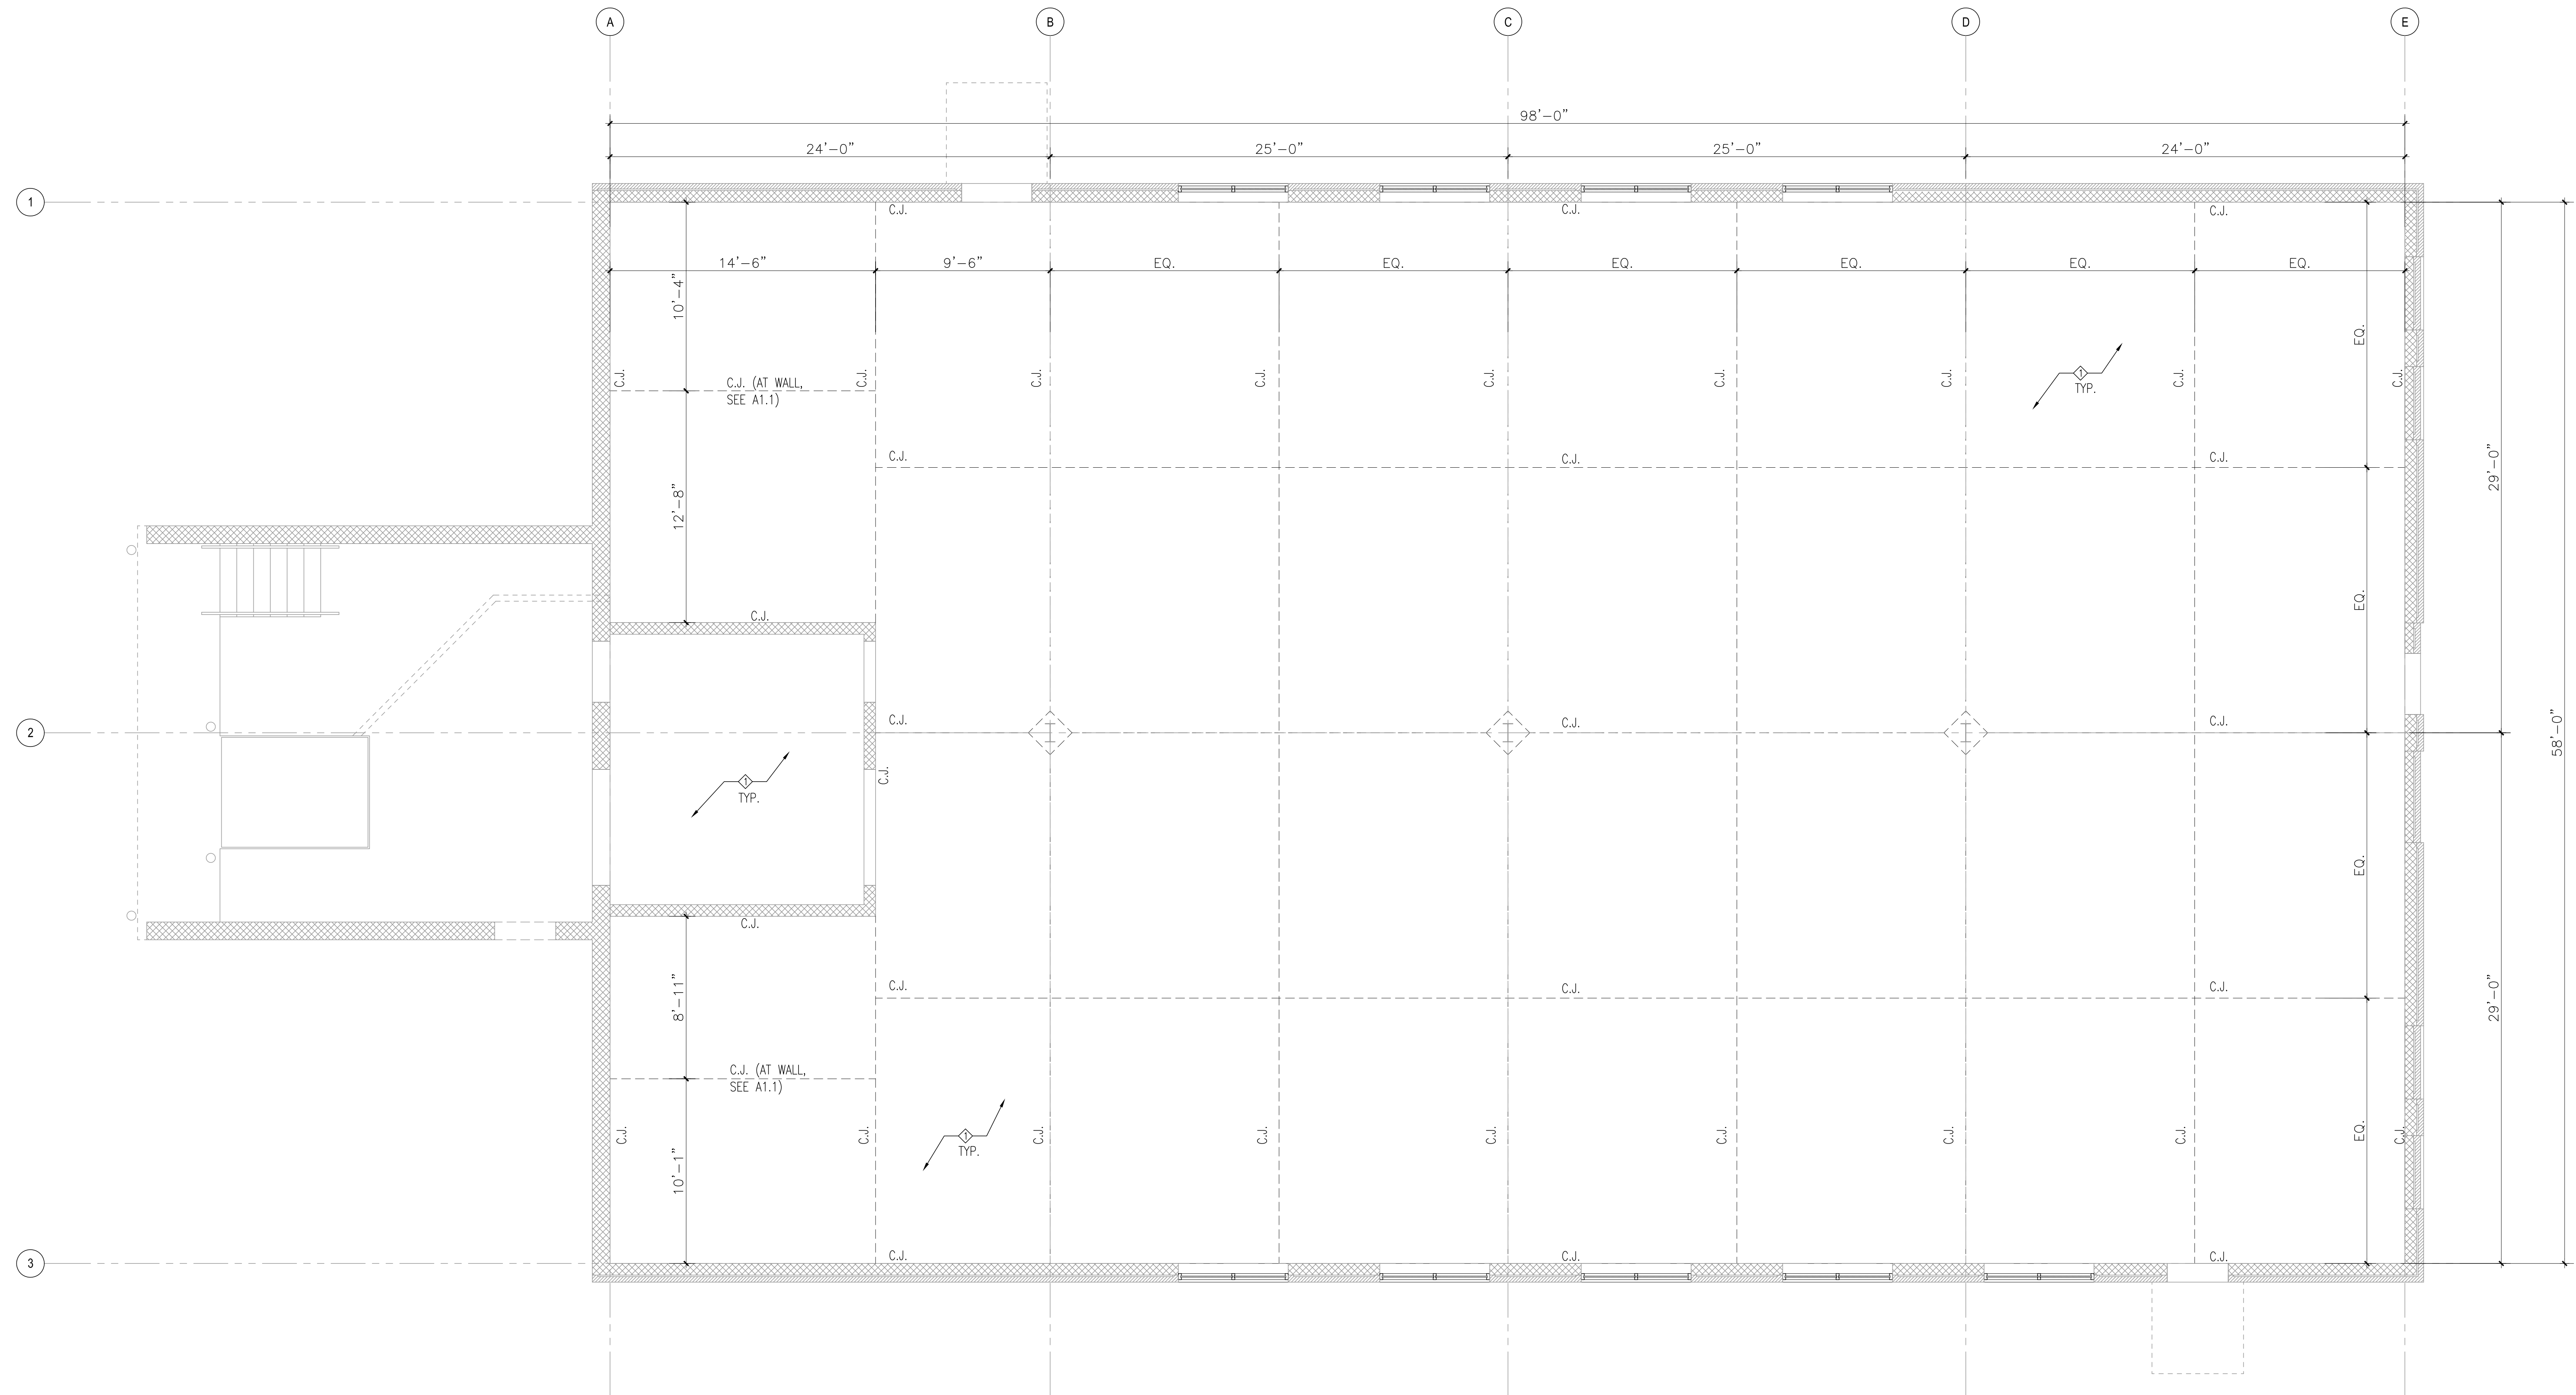 A B C D E
98'-0"
24'-0" 25'-0" 25'-0" 24'-0"
1
C.J. C.J. C.J.
14'-6" 9'-6" EQ. EQ. EQ. EQ. EQ. EQ.
10'-4"
EQ.
C.J. C.J. C.J. C.J. C.J. C.J. C.J. C.J. C.J.
1
TYP.
C.J. (AT WALL,
SEE A1.1)
C.J. C.J. C.J.
29'-0"
12'-8"
EQ.
C.J.
2
C.J. C.J. C.J.
58'-0"
C.J.
1
TYP.
EQ.
C.J.
8'-11"
C.J. C.J. C.J.
29'-0"
C.J. (AT WALL,
SEE A1.1)
C.J. C.J. C.J. C.J. C.J. C.J. C.J. C.J. C.J.
EQ.
1
TYP.
10'-1"
3
C.J. C.J. C.J.